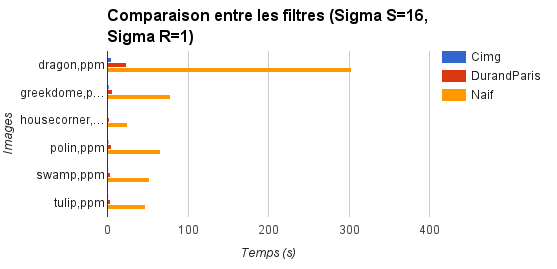 Comparaison entre les filtres (Sigma S=16,
Sigma R=1)
Cimg
DurandParis
Naif
Images
dragon,ppm
greekdome,p...
housecorner,...
polin,ppm
swamp,ppm
tulip,ppm
0 100 200 300 400
Temps (s)